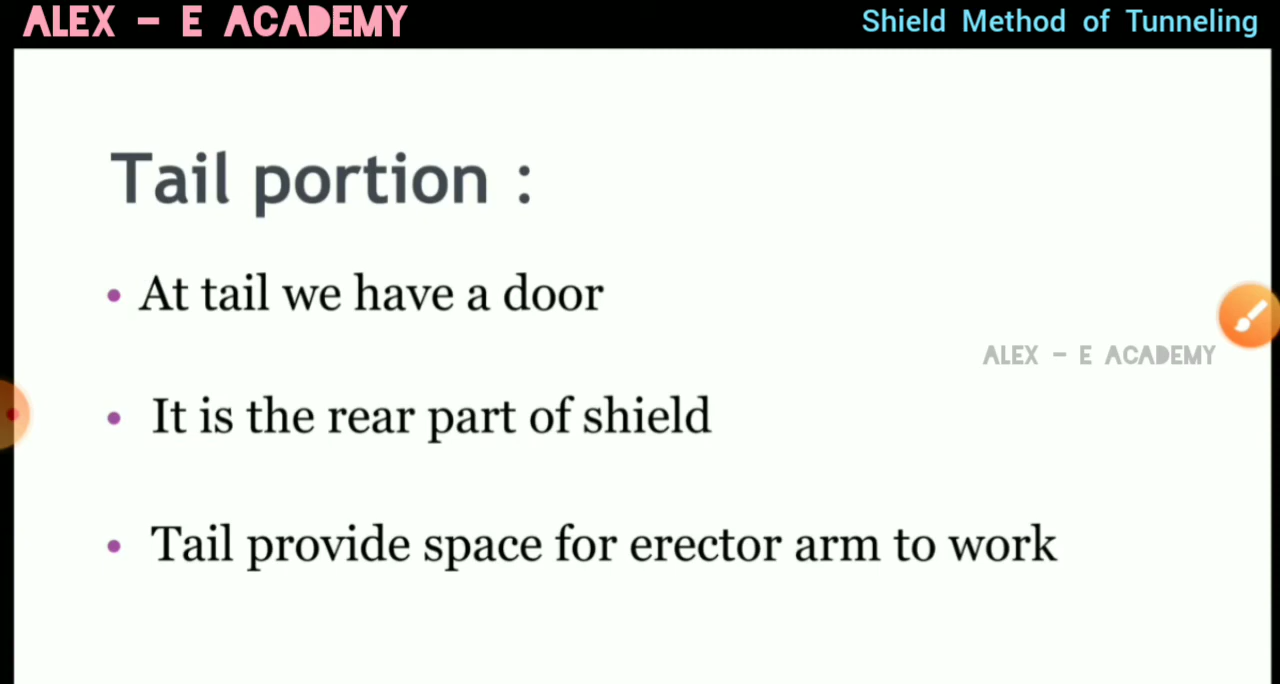 ALEX - E ACADEMY
Shield Method of Tunneling
Tail portion :
• At tail we have a door
ALEX - E ACADEMY
• It is the rear part of shield
• Tail provide space for erector arm to work